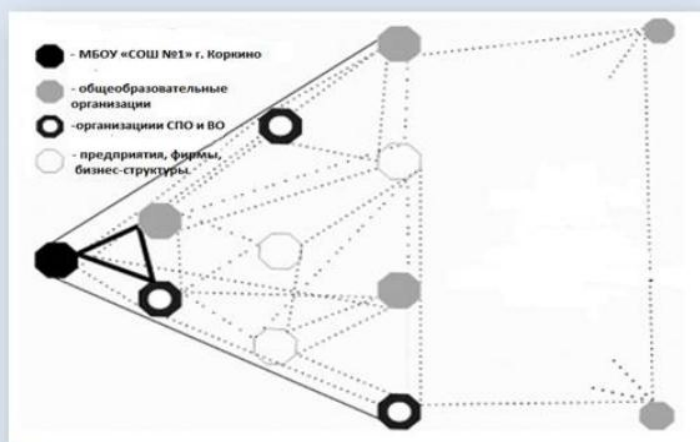 - МБОУ «СОШ №1» г. Коркино
- общеобразовательные
организации
-организациии СПО и ВО
- предприятия, фирмы,
бизнес-структуры